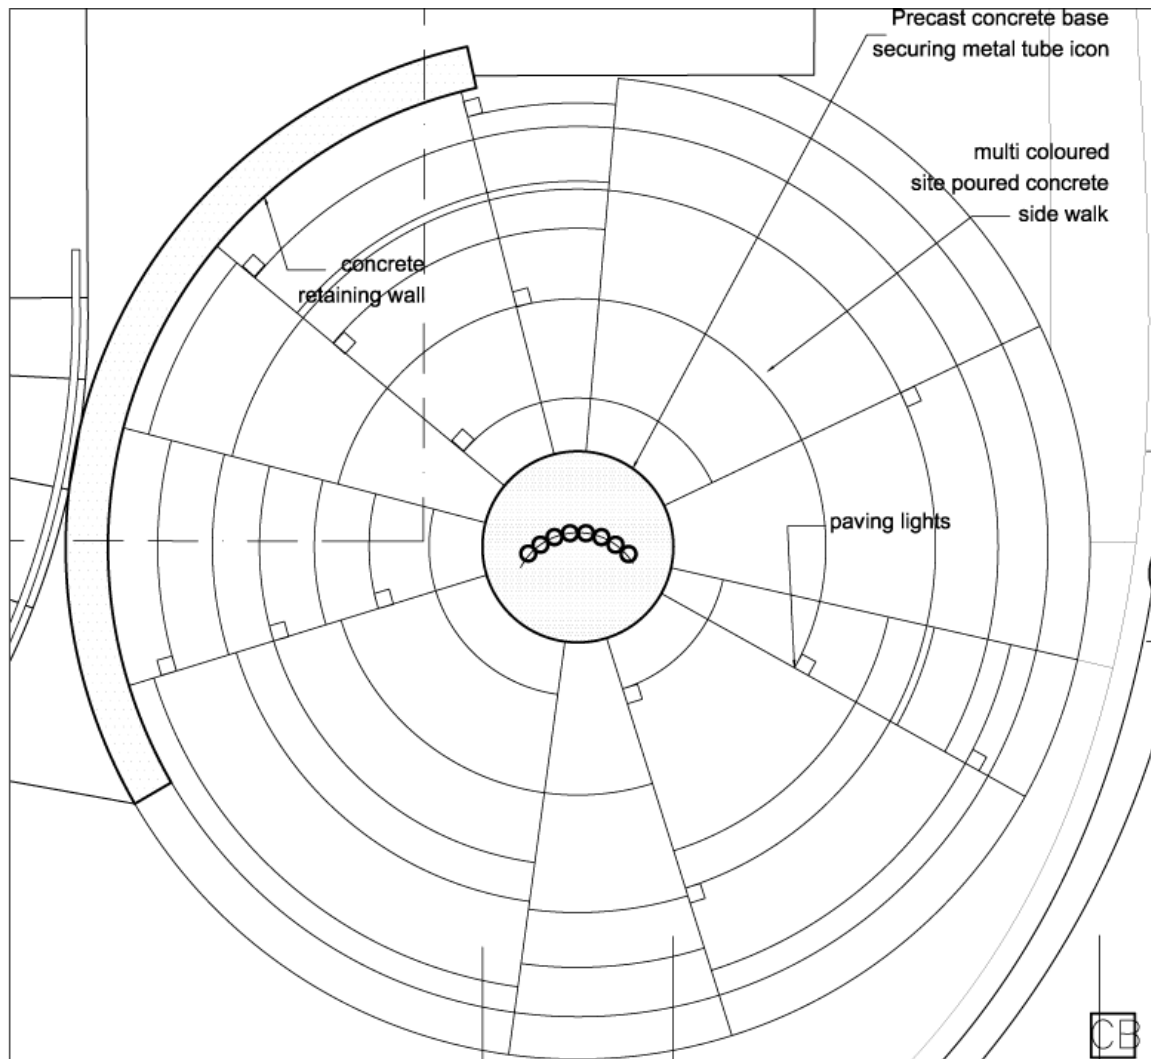 Precast concrete base
securing metal tube icon
multi coloured
site poured concrete
side walk
concrete
retaining wall
paving lights
CB